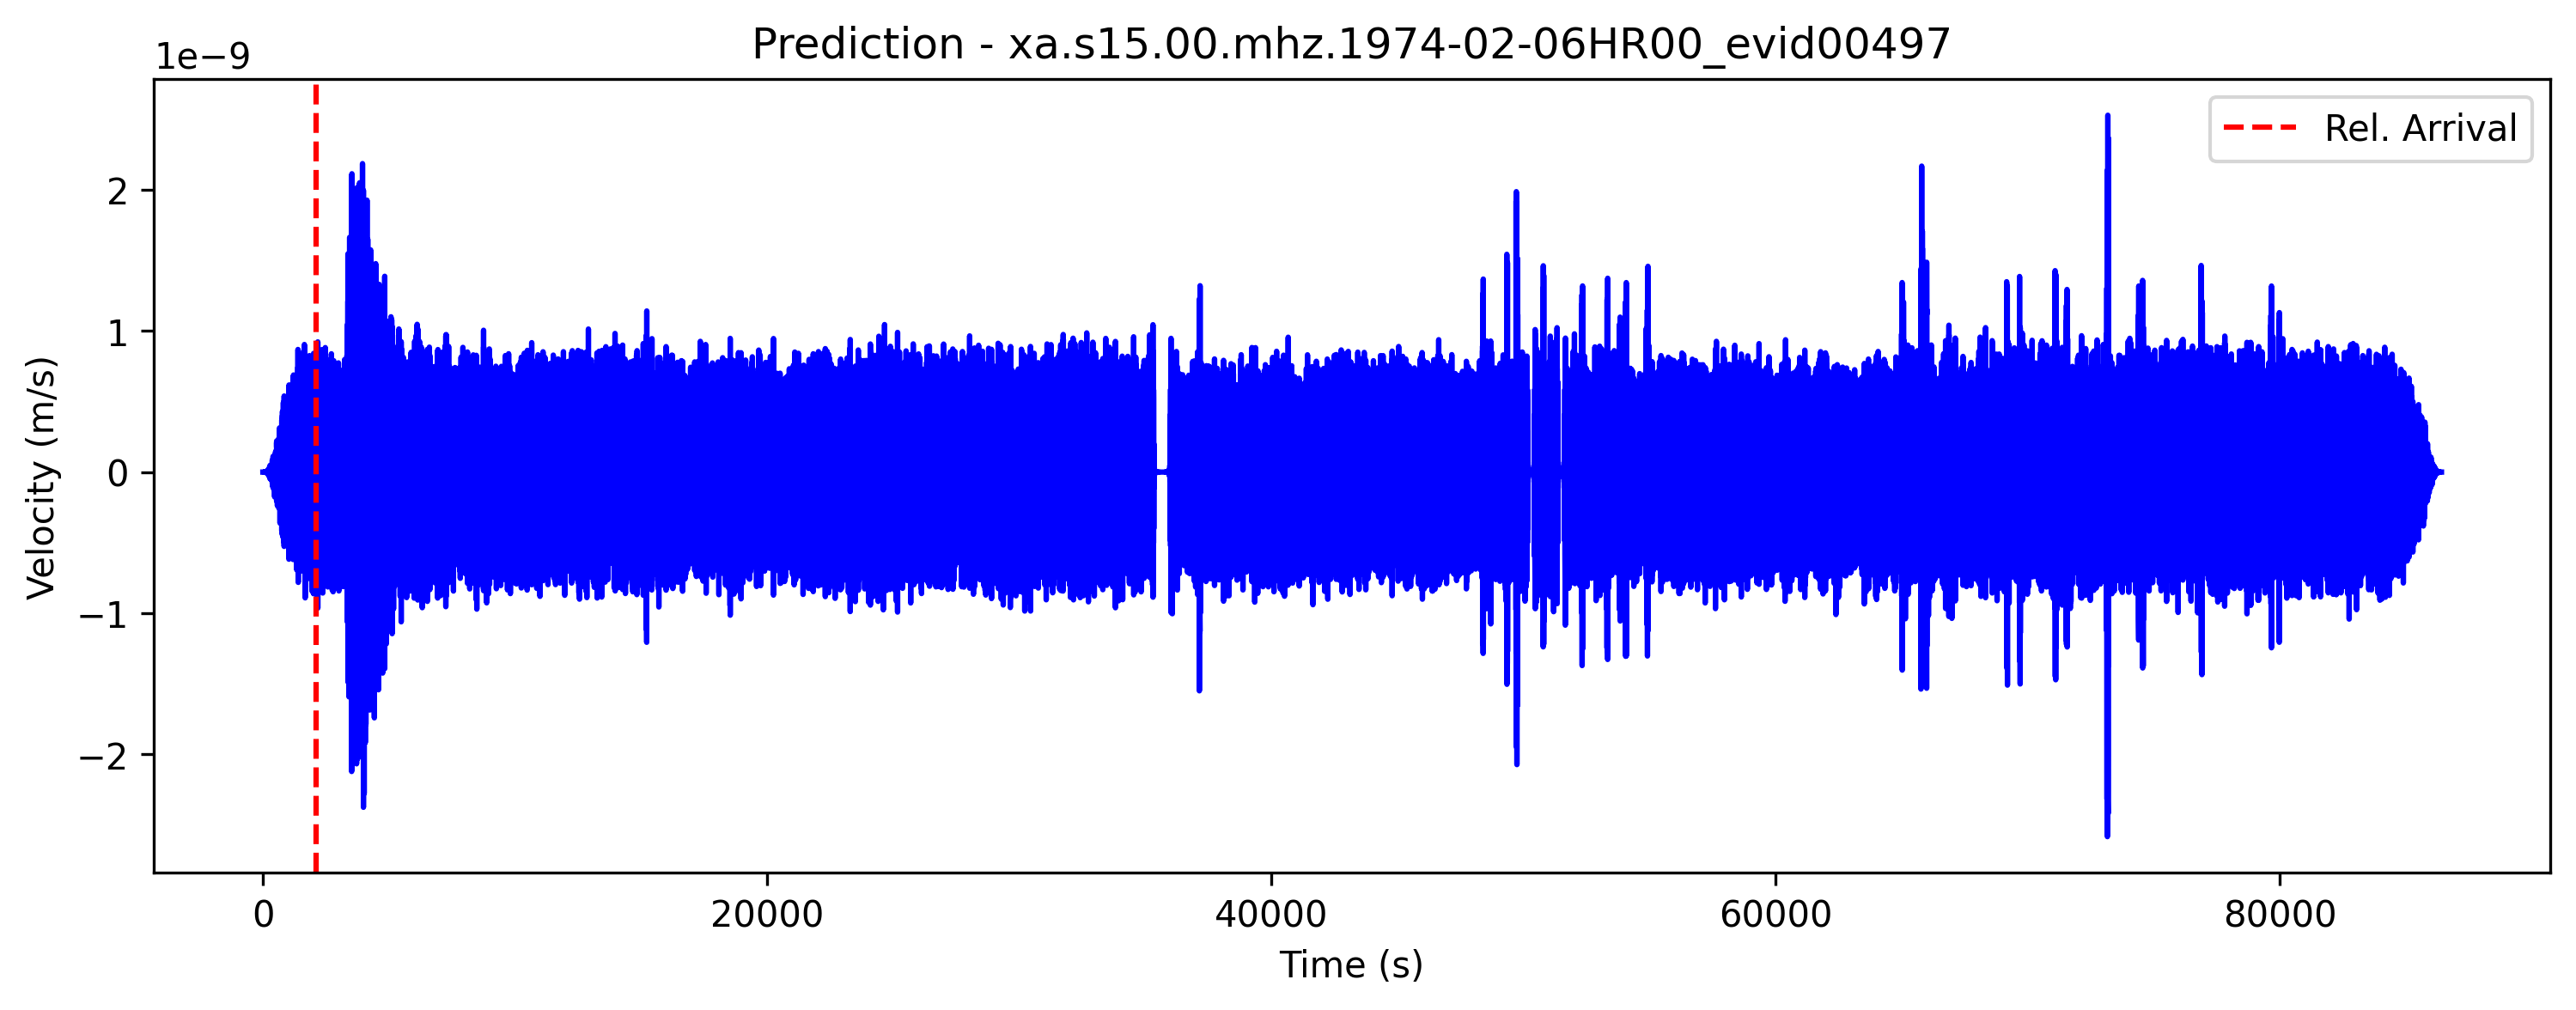 Prediction - xa.s15.00.mhz.1974-02-06HR00_evid00497
1e−9
Rel. Arrival
2
1
0
−1
−2
Velocity (m/s)
0 20000 40000 60000 80000
Time (s)